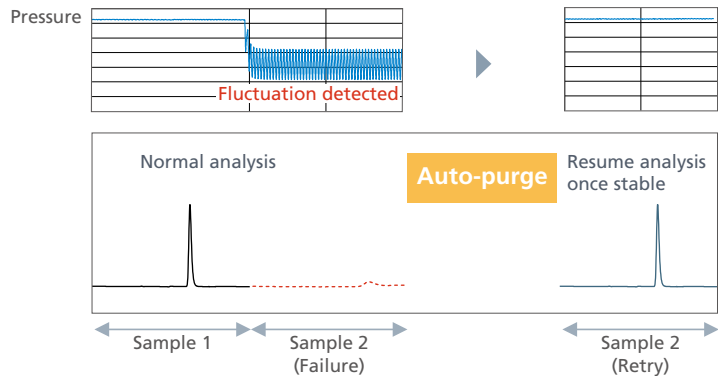 Pressure
Fluctuation detected
Normal analysis
Auto-purge
Resume analysis
once stable
Sample 1
Sample 2
(Failure)
Sample 2
(Retry)